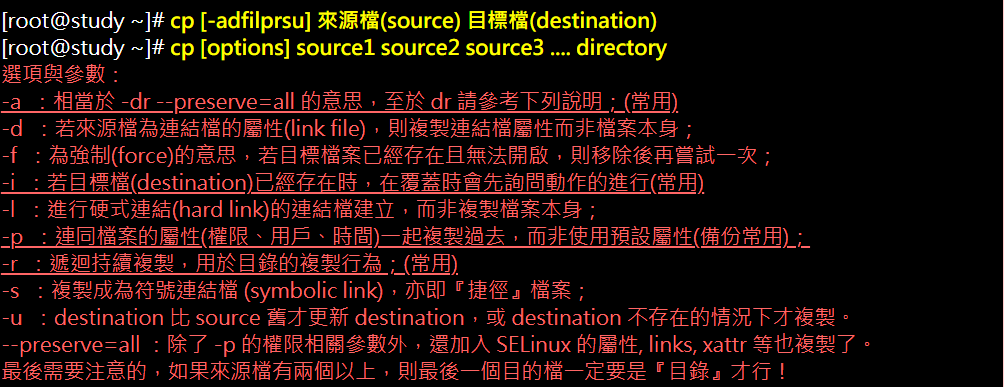 [root@study ~]# cp [-adfilprsu] 來源檔(source) 目標檔(destination)
[root@study ~]# cp [options] source1 source2 source3 .... directory
選項與參數：
-a ：相當於 -dr --preserve=all 的意思，至於 dr 請參考下列說明；(常用)
-d ：若來源檔為連結檔的屬性(link file)，則複製連結檔屬性而非檔案本身；
-f ：為強制(force)的意思，若目標檔案已經存在且無法開啟，則移除後再嘗試一次；
-i ：若目標檔(destination)已經存在時，在覆蓋時會先詢問動作的進行(常用)
-l ：進行硬式連結(hard link)的連結檔建立，而非複製檔案本身；
-p ：連同檔案的屬性(權限、用戶、時間)一起複製過去，而非使用預設屬性(備份常用)；
-r ：遞迴持續複製，用於目錄的複製行為；(常用)
-s ：複製成為符號連結檔 (symbolic link)，亦即『捷徑』檔案；
-u ：destination 比 source 舊才更新 destination，或 destination 不存在的情況下才複製。
--preserve=all ：除了 -p 的權限相關參數外，還加入 SELinux 的屬性, links, xattr 等也複製了。
最後需要注意的，如果來源檔有兩個以上，則最後一個目的檔一定要是『目錄』才行！